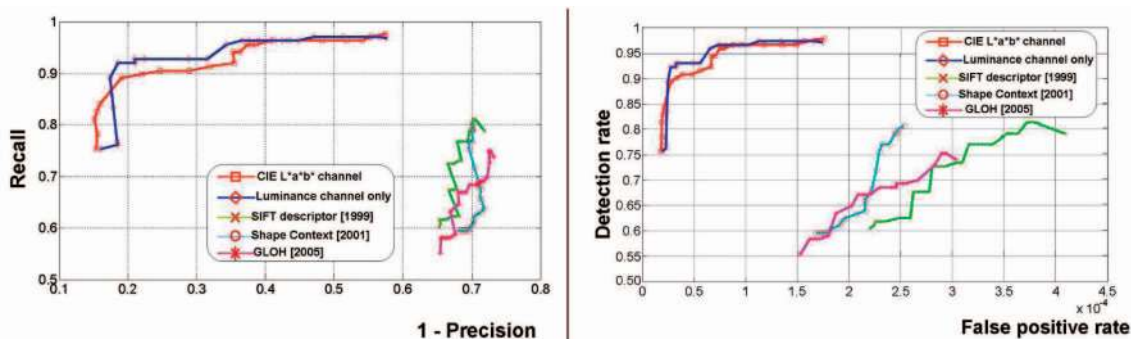 1
0.9
0.8
0.7
0.6
0.5
Recall
0.1
0.2
0.3
0.4
0.5
0.6
0.7
0.8
1 - Precision
CIE L*a*b* channel
Luminance channel only
SIFT descriptor [1999]
Shape Context [2001]
GLOH [2005]
1
0.95
0.90
0.85
0.80
0.75
0.70
0.65
0.60
0.55
0.50
Detection rate
CIE L*a*b* channel
Luminance channel only
SIFT descriptor [1999]
Shape Context [2001]
GLOH [2005]
0
0.5
1
1.5
2
2.5
3
3.5
4
4.5
x 10⁻⁴
False positive rate